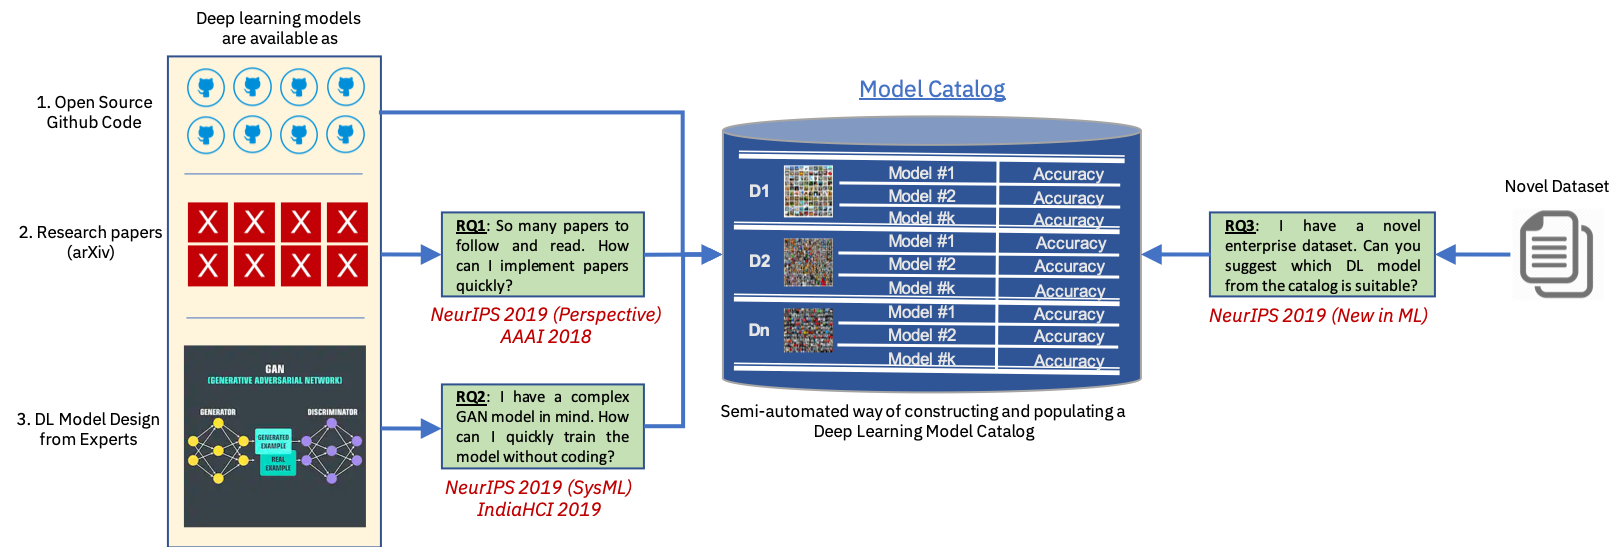 Deep learning models
are available as
1. Open Source
Github Code
2. Research papers
(arXiv)
X X X X
X X X X
3. DL Model Design
from Experts
GAN
(GENERATIVE ADVERSARIAL NETWORK)
GENERATOR
DISCRIMINATOR
GENERATED
EXAMPLE
REAL
EXAMPLE
RQ1: So many papers to
follow and read. How
can I implement papers
quickly?
NeurIPS 2019 (Perspective)
AAAI 2018
RQ2: I have a complex
GAN model in mind. How
can I quickly train the
model without coding?
NeurIPS 2019 (SysML)
IndiaHCI 2019
Model Catalog
D1
Model #1 Accuracy
Model #2 Accuracy
Model #k Accuracy
D2
Model #1 Accuracy
Model #2 Accuracy
Model #k Accuracy
Dn
Model #1 Accuracy
Model #2 Accuracy
Model #k Accuracy
Semi-automated way of constructing and populating a
Deep Learning Model Catalog
RQ3: I have a novel
enterprise dataset. Can you
suggest which DL model
from the catalog is suitable?
NeurIPS 2019 (New in ML)
Novel Dataset